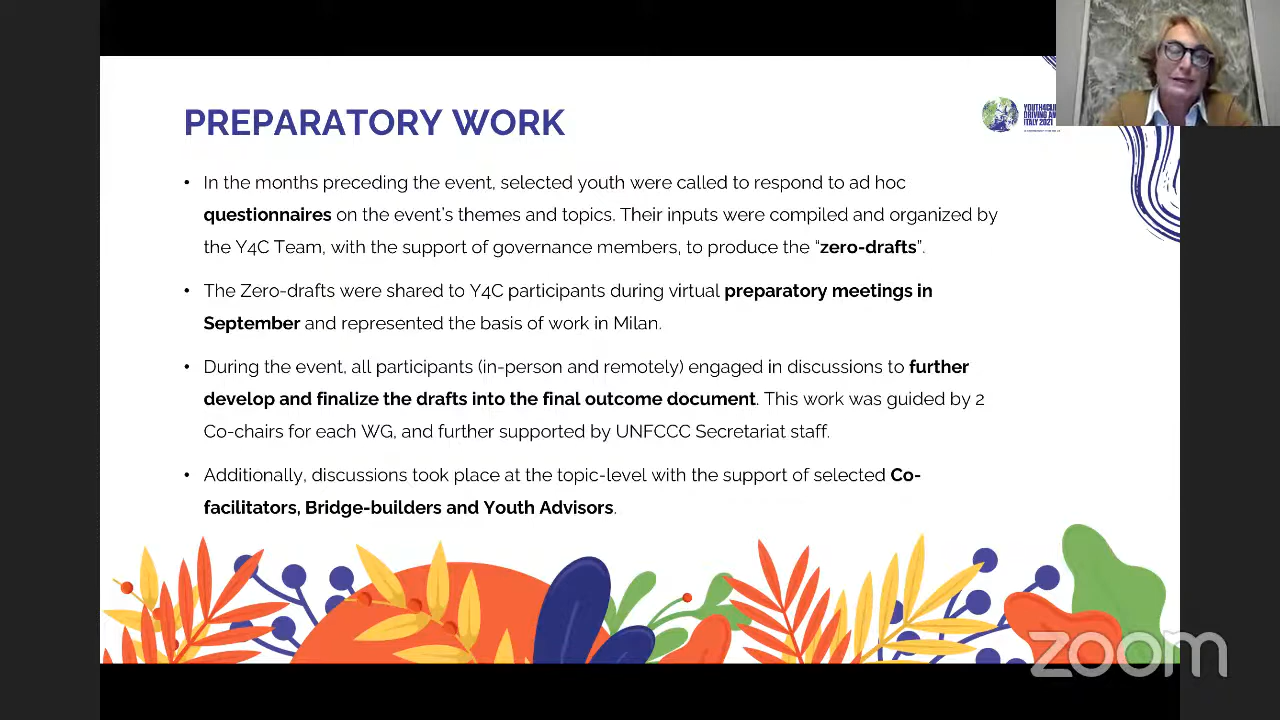 PREPARATORY WORK
YOUTH4CLI
DRIVING AM
ITALY 2021
• In the months preceding the event, selected youth were called to respond to ad hoc
questionnaires on the event's themes and topics. Their inputs were compiled and organized by
the Y4C Team, with the support of governance members, to produce the “zero-drafts”.
• The Zero-drafts were shared to Y4C participants during virtual preparatory meetings in
September and represented the basis of work in Milan.
• During the event, all participants (in-person and remotely) engaged in discussions to further
develop and finalize the drafts into the final outcome document. This work was guided by 2
Co-chairs for each WG, and further supported by UNFCCC Secretariat staff.
• Additionally, discussions took place at the topic-level with the support of selected Co-
facilitators, Bridge-builders and Youth Advisors.
zoom